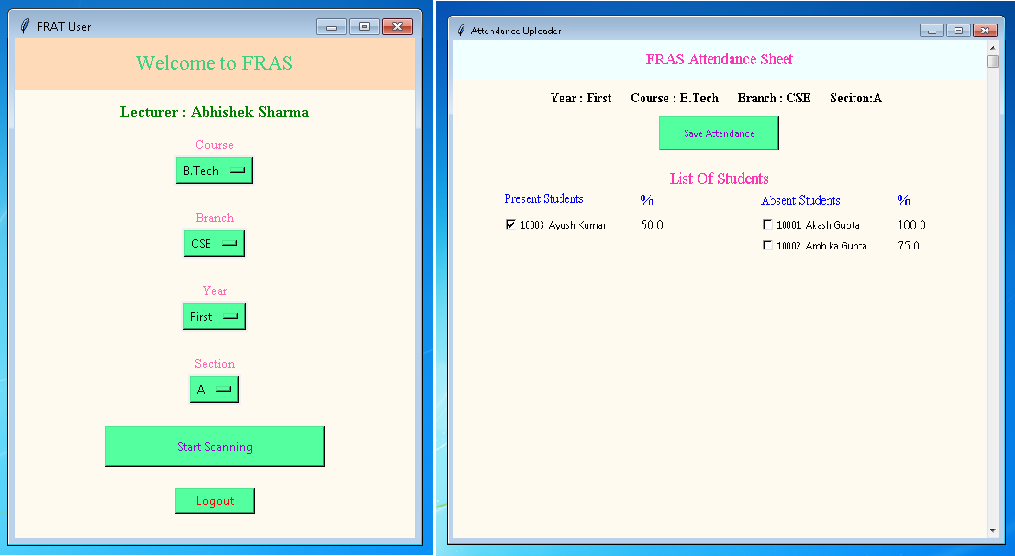 FRAT User
Welcome to FRAS
Lecturer : Abhishek Sharma
Course
B.Tech
Branch
CSE
Year
First
Section
A
Start Scanning
Logout
Attendance Uploader
FRAS Attendance Sheet
Year : First Course : B.Tech Branch : CSE Seciton:A
Save Attendance
List Of Students
Present Students % Absent Students %
10003 Ayush Kumar 50.0 10001 Akash Gupta 100.0
10002 Ambika Gupta 75.0